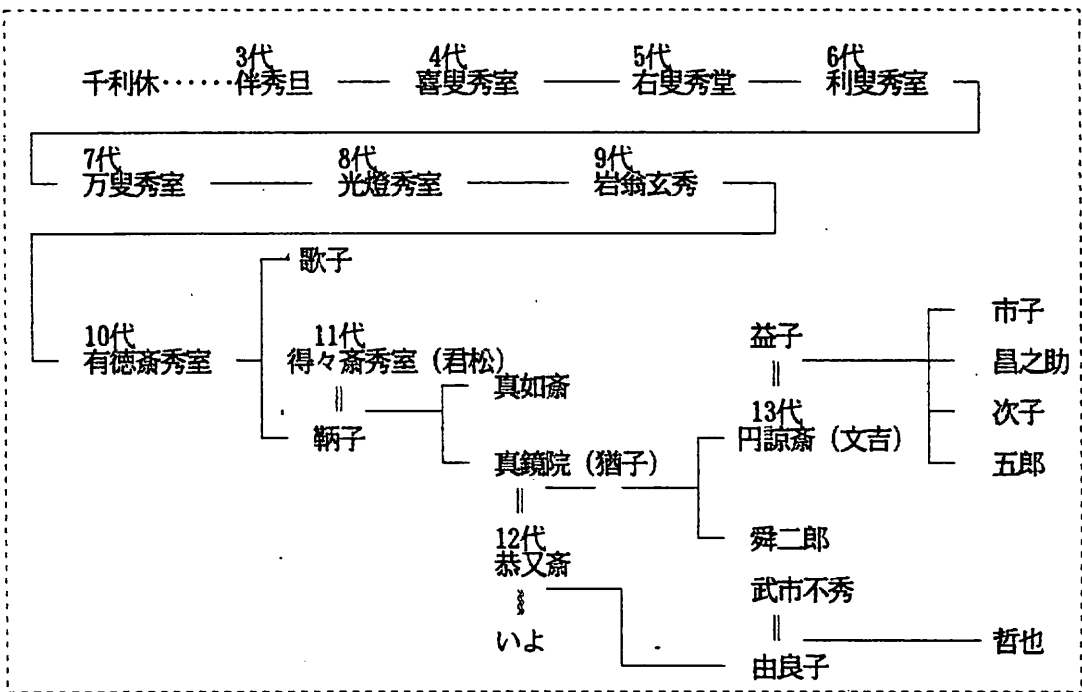 3代 4代 5代 6代
千利休……伴秀旦 喜叟秀室 右叟秀堂 利叟秀室
7代 8代 9代
万叟秀室 光燈秀室 岩翁玄秀
歌子
市子
10代 11代 益子
有徳斎秀室 得々斎秀室(君松) 昌之助
真如斎
13代 次子
鞆子 円諒斎(文吉)
真鏡院(猶子) 五郎
12代 舜二郎
恭又斎
武市不秀
いよ 哲也
由良子